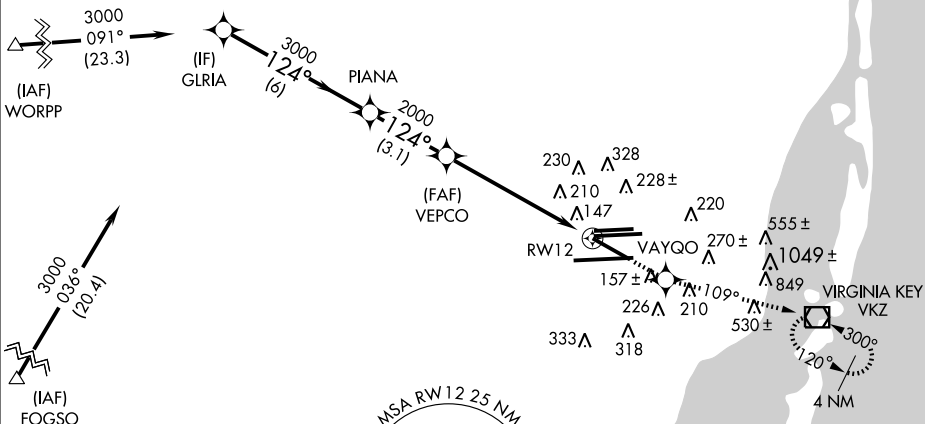 3000
091°
(23.3)
(IAF)
WORPP
(IF)
GLRIA
3000
124°
(6)
PIANA
2000
124°
(3.1)
(FAF)
VEPCO
230
328
210
228 ±
147
220
RW12
VAYQO
270 ±
555 ±
1049 ±
849
157 ±
109°
226
210
530 ±
VIRGINIA KEY
VKZ
333
318
300°
120°
4 NM
3000
036°
(20.4)
(IAF)
FOGSO
MSA RW12 25 NM